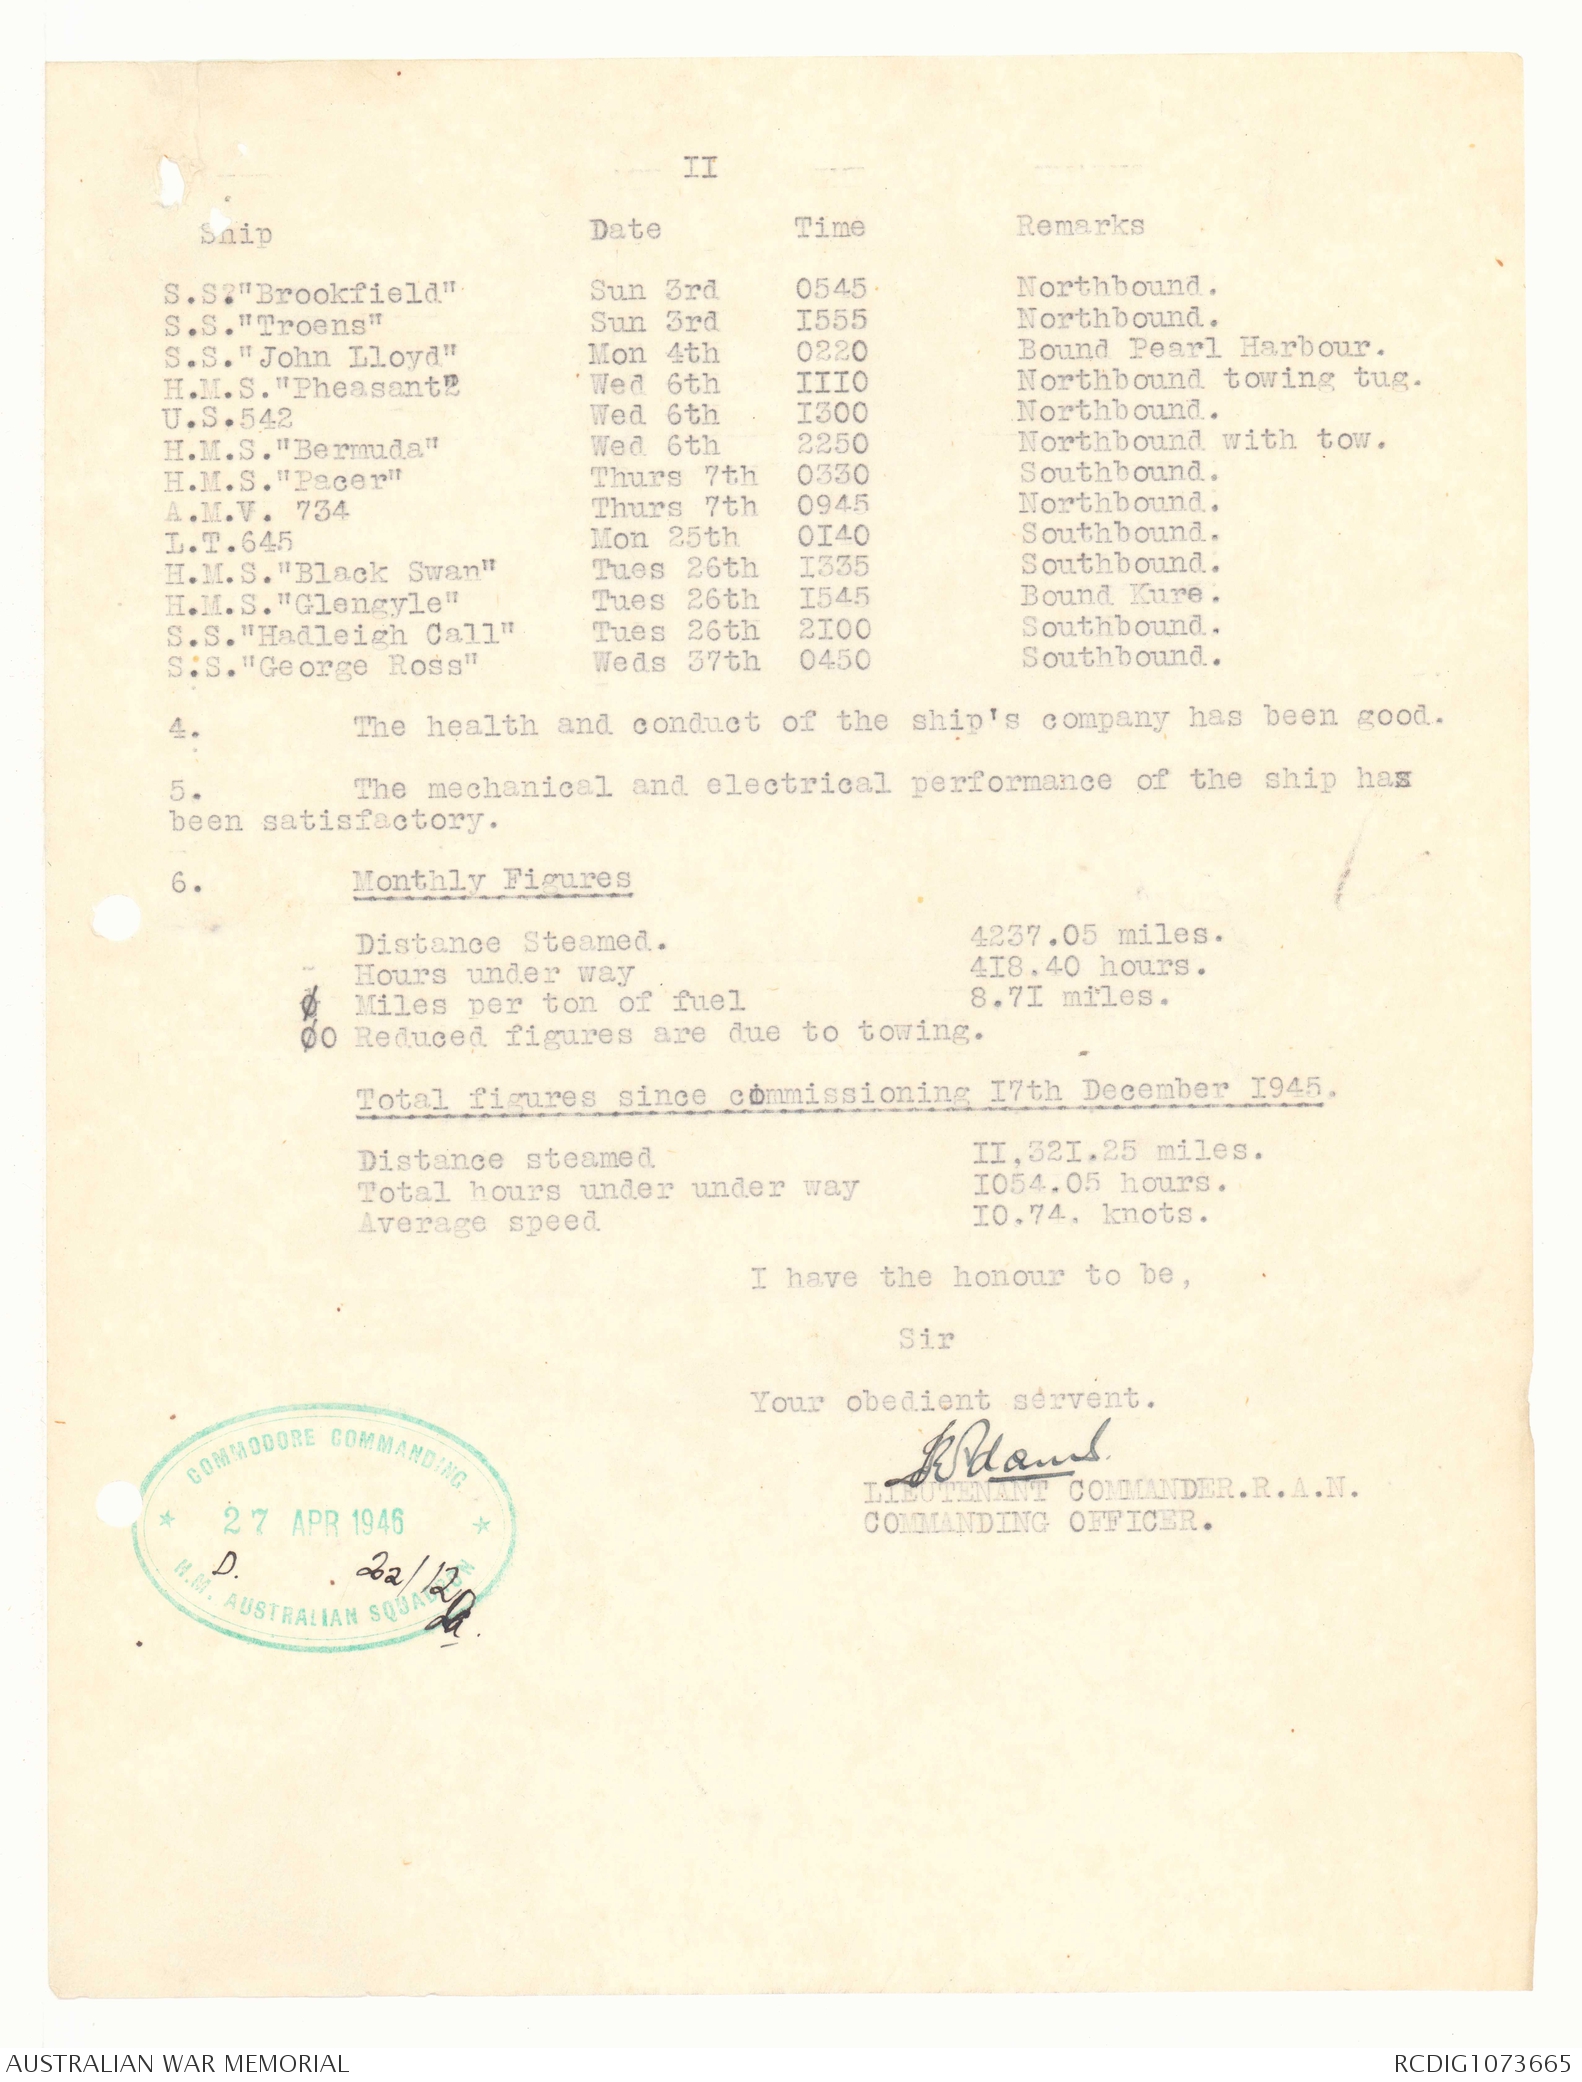 II
Ship Date Time Remarks
S.S."Brookfield" Sun 3rd 0545 Northbound.
S.S."Troens" Sun 3rd I555 Northbound.
S.S."John Lloyd" Mon 4th 0220 Bound Pearl Harbour.
H.M.S."Pheasant" Wed 6th III0 Northbound towing tug.
U.S.542 Wed 6th I300 Northbound.
H.M.S."Bermuda" Wed 6th 2250 Northbound with tow.
H.M.S."Pacer" Thurs 7th 0330 Southbound.
A.M.V. 734 Thurs 7th 0945 Northbound.
L.T.645 Mon 25th 0I40 Southbound.
H.M.S."Black Swan" Tues 26th I335 Southbound.
H.M.S."Glengyle" Tues 26th I545 Bound Kure.
S.S."Hadleigh Call" Tues 26th 2I00 Southbound.
S.S."George Ross" Weds 37th 0450 Southbound.
4. The health and conduct of the ship's company has been good.
5. The mechanical and electrical performance of the ship has
been satisfactory.
6. Monthly Figures
Distance Steamed. 4237.05 miles.
Hours under way 4I8.40 hours.
Ø Miles per ton of fuel 8.7I miles.
ØO Reduced figures are due to towing.
Total figures since commissioning I7th December I945.
Distance steamed II,32I.25 miles.
Total hours under under way I054.05 hours.
Average speed I0.74. knots.
I have the honour to be,
Sir
Your obedient servent.
Adams.
LIEUTENANT COMMANDER.R.A.N.
COMMANDING OFFICER.
COMMODORE COMMANDING.
27 APR 1946
D. 22/12
H.M. AUSTRALIAN SQUADRON
AUSTRALIAN WAR MEMORIAL RCDIG1073665